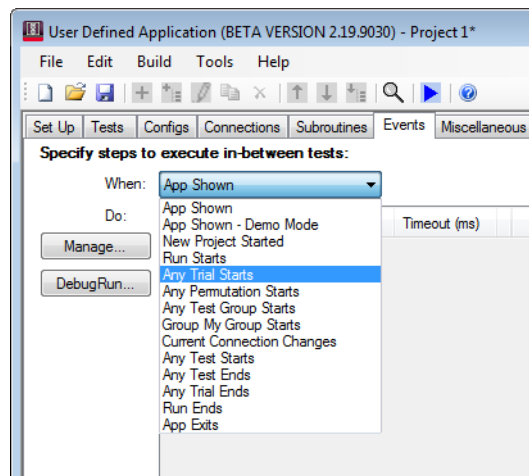 User Defined Application (BETA VERSION 2.19.9030) - Project 1*
File Edit Build Tools Help
Set Up Tests Configs Connections Subroutines Events Miscellaneous
Specify steps to execute in-between tests:
When: App Shown
Do:
Timeout (ms)
Manage...
DebugRun...
App Shown
App Shown - Demo Mode
New Project Started
Run Starts
Any Trial Starts
Any Permutation Starts
Any Test Group Starts
Group My Group Starts
Current Connection Changes
Any Test Starts
Any Test Ends
Any Trial Ends
Run Ends
App Exits